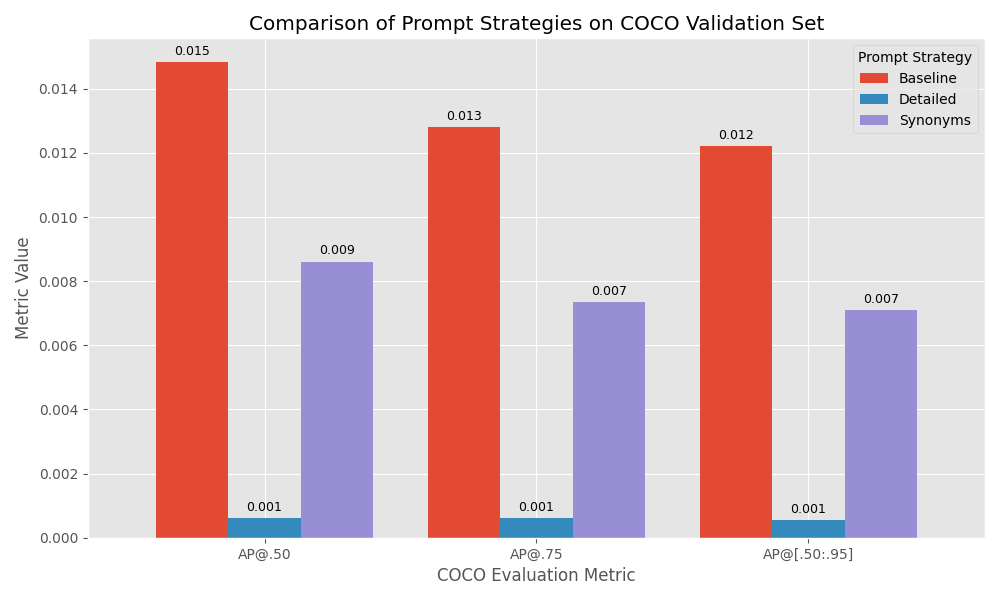 Comparison of Prompt Strategies on COCO Validation Set
Prompt Strategy
Baseline
Detailed
Synonyms
0.015
0.013
0.012
0.009
0.007
0.007
0.001
0.001
0.001
0.014
0.012
0.010
0.008
0.006
0.004
0.002
0.000
Metric Value
AP@.50
AP@.75
AP@[.50:.95]
COCO Evaluation Metric